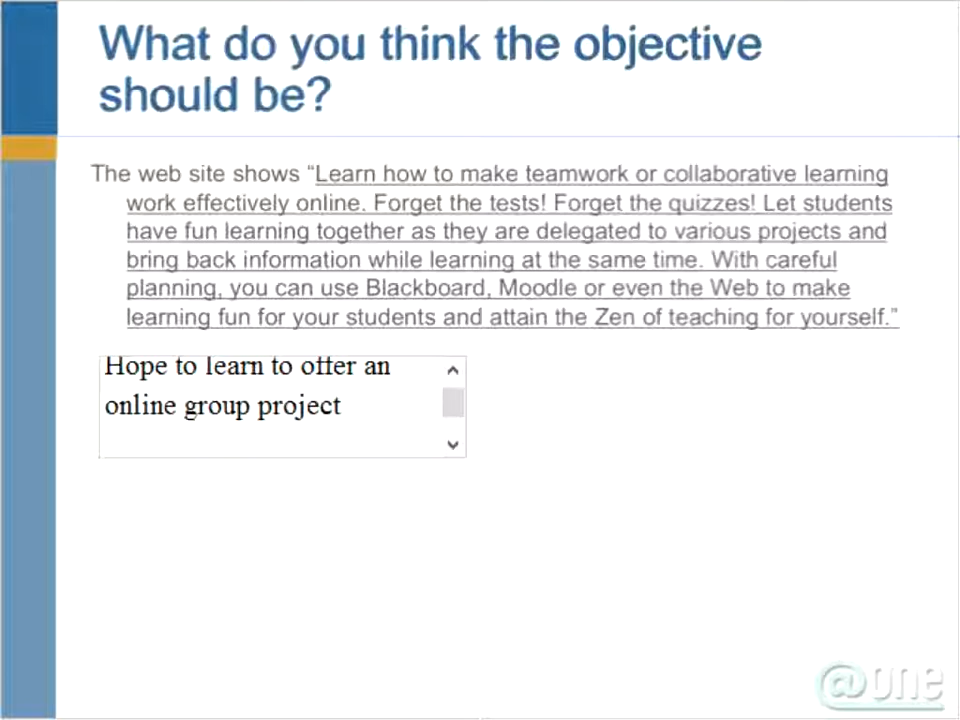 What do you think the objective
should be?
The web site shows “Learn how to make teamwork or collaborative learning
work effectively online. Forget the tests! Forget the quizzes! Let students
have fun learning together as they are delegated to various projects and
bring back information while learning at the same time. With careful
planning, you can use Blackboard, Moodle or even the Web to make
learning fun for your students and attain the Zen of teaching for yourself.”
Hope to learn to offer an
online group project
@one